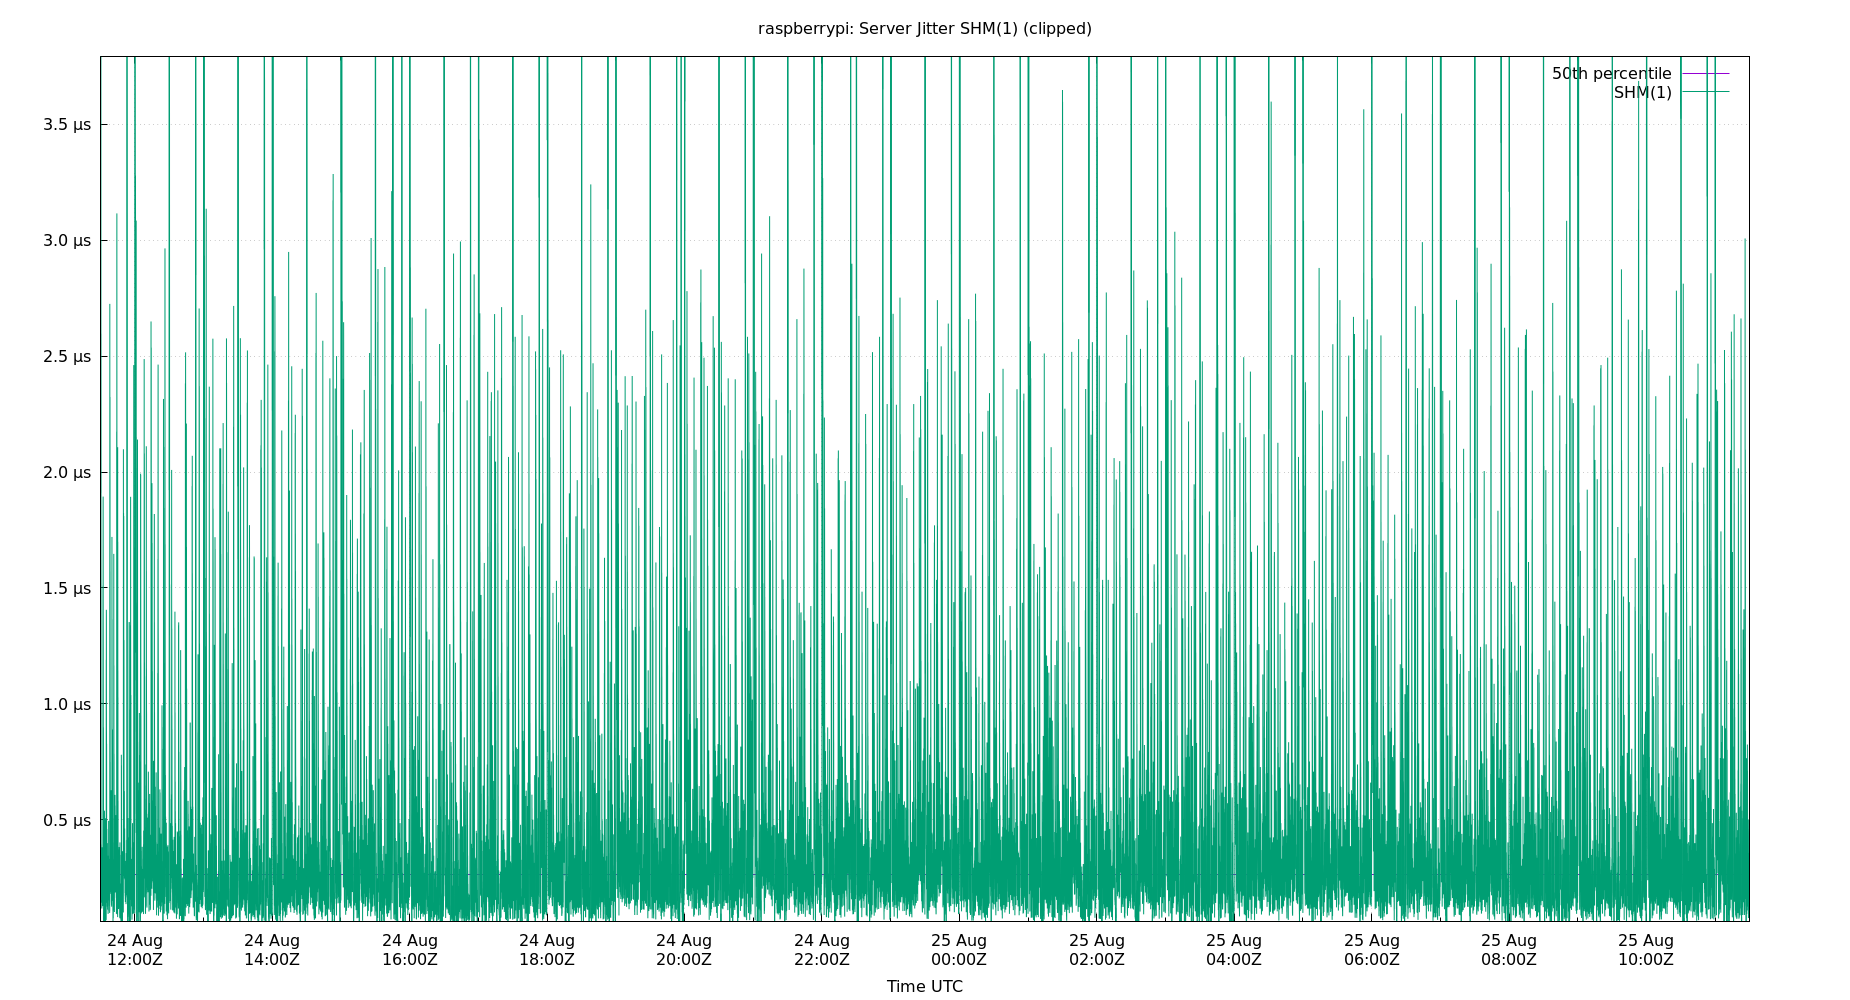 raspberrypi: Server Jitter SHM(1) (clipped)
50th percentile
SHM(1)
3.5 µs
3.0 µs
2.5 µs
2.0 µs
1.5 µs
1.0 µs
0.5 µs
24 Aug 24 Aug 24 Aug 24 Aug 24 Aug 24 Aug 25 Aug 25 Aug 25 Aug 25 Aug 25 Aug 25 Aug
12:00Z 14:00Z 16:00Z 18:00Z 20:00Z 22:00Z 00:00Z 02:00Z 04:00Z 06:00Z 08:00Z 10:00Z
Time UTC